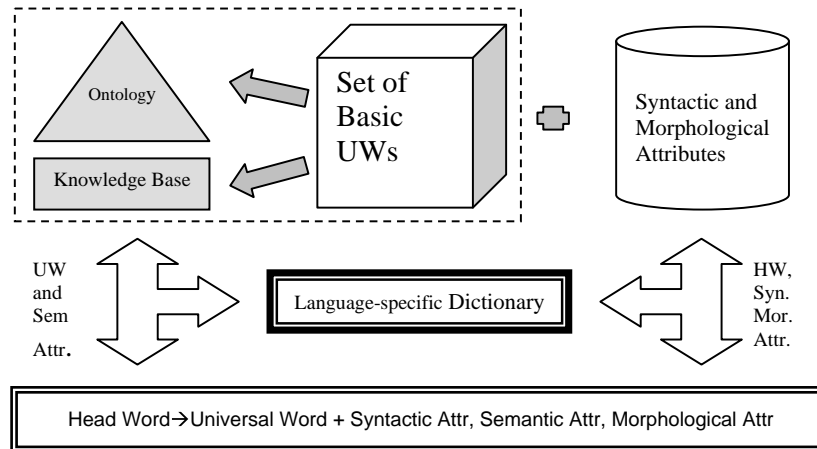 Ontology
Knowledge Base
Set of
Basic
UWs
Syntactic and
Morphological
Attributes
UW
and
Sem
Attr.
Language-specific Dictionary
HW,
Syn.
Mor.
Attr.
Head Word→Universal Word + Syntactic Attr, Semantic Attr, Morphological Attr